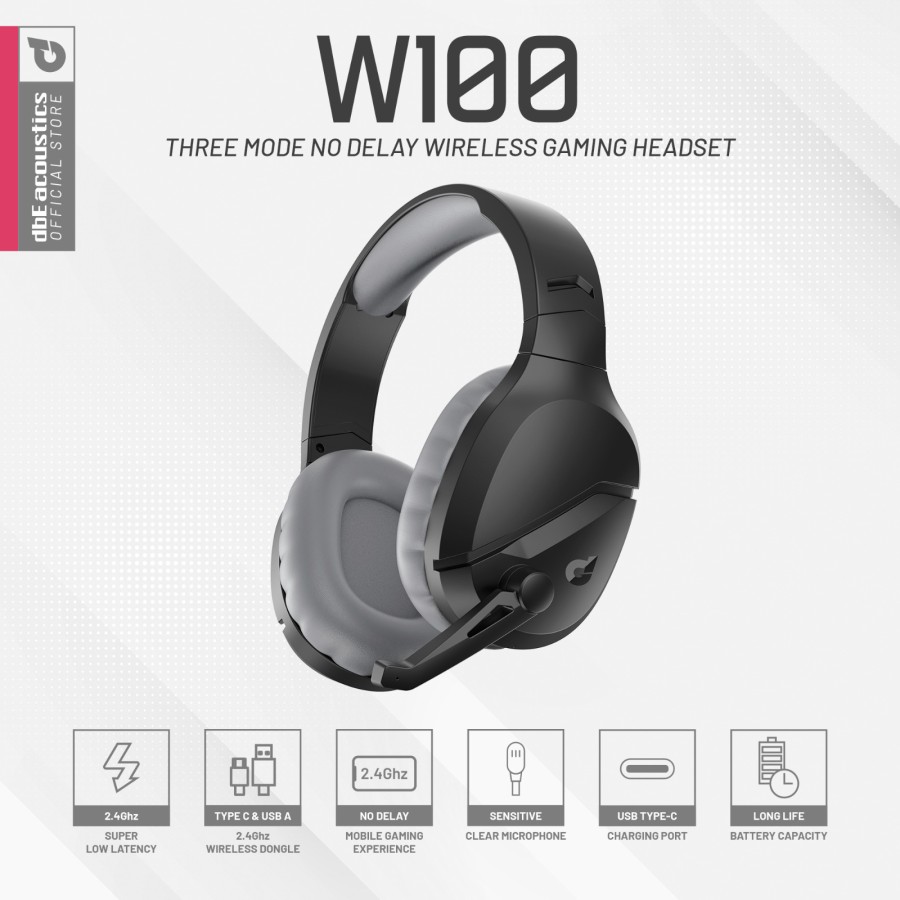 W100
THREE MODE NO DELAY WIRELESS GAMING HEADSET
dbE acoustics
OFFICIAL STORE
2.4Ghz
SUPER
LOW LATENCY
TYPE C & USB A
2.4Ghz
WIRELESS DONGLE
2.4Ghz
NO DELAY
MOBILE GAMING
EXPERIENCE
SENSITIVE
CLEAR MICROPHONE
USB TYPE-C
CHARGING PORT
LONG LIFE
BATTERY CAPACITY